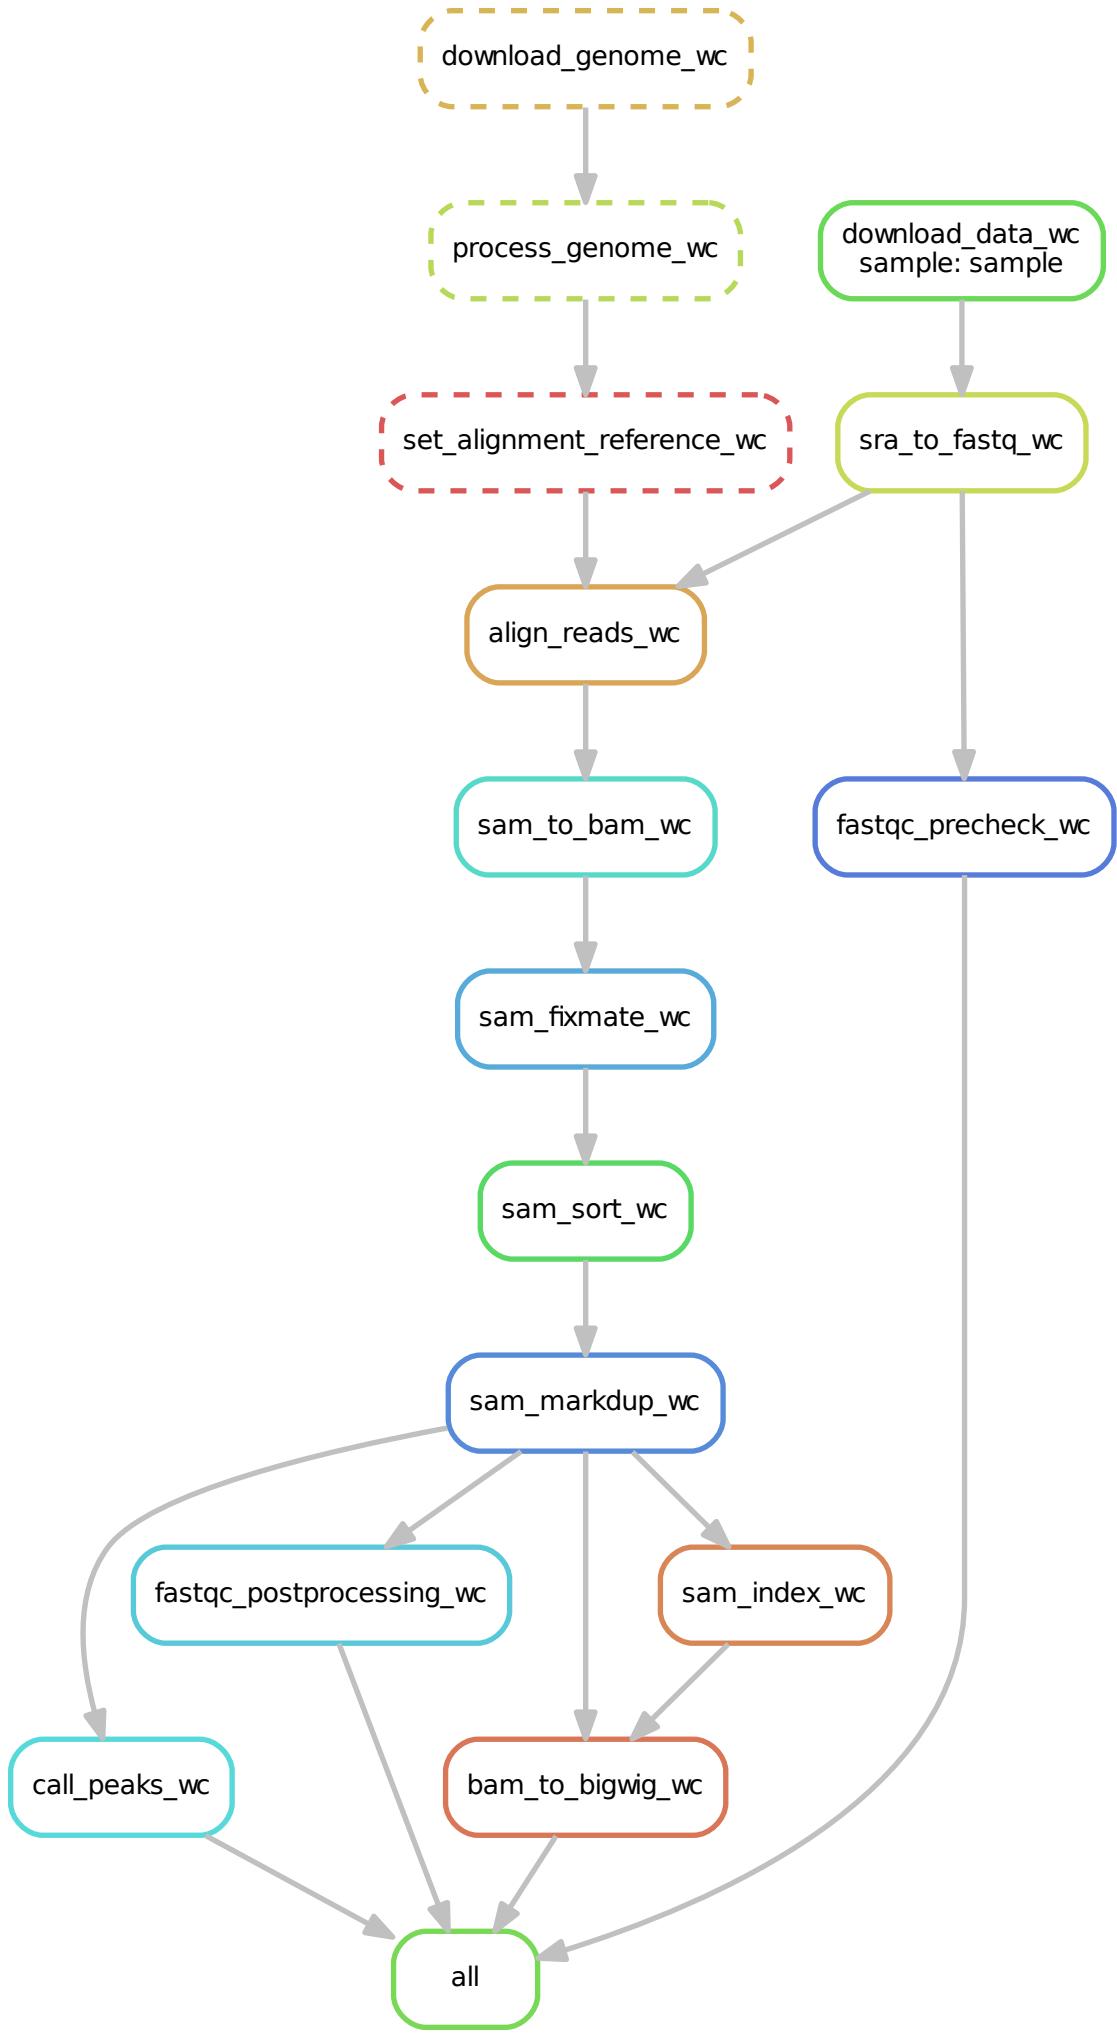 download_genome_wc
process_genome_wc
download_data_wc
sample: sample
set_alignment_reference_wc
sra_to_fastq_wc
align_reads_wc
sam_to_bam_wc
fastqc_precheck_wc
sam_fixmate_wc
sam_sort_wc
sam_markdup_wc
fastqc_postprocessing_wc
sam_index_wc
call_peaks_wc
bam_to_bigwig_wc
all